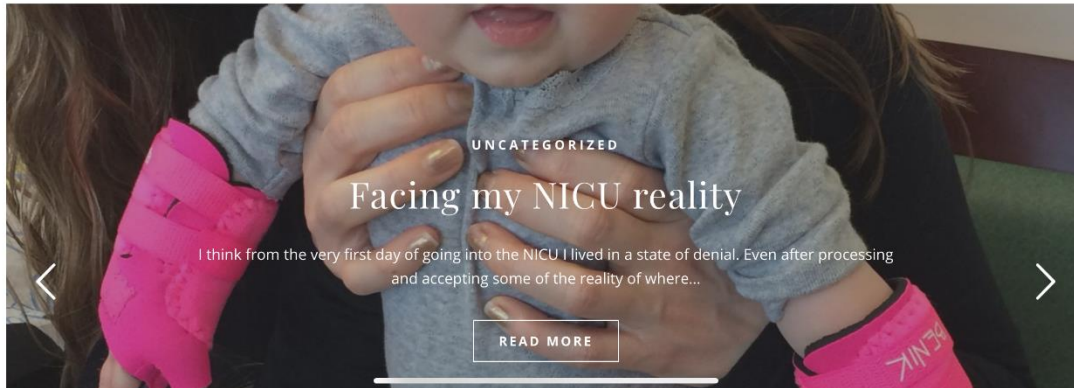 UNCATEGORIZED
Facing my NICU reality
I think from the very first day of going into the NICU I lived in a state of denial. Even after processing
and accepting some of the reality of where...
READ MORE